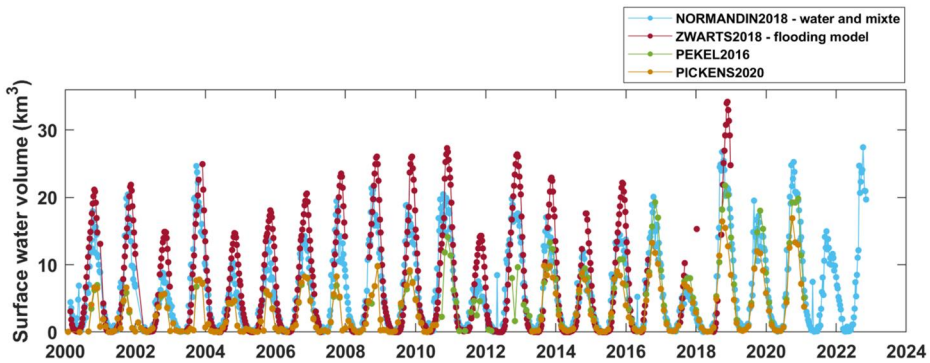 NORMANDIN2018 - water and mixte
ZWARTS2018 - flooding model
PEKEL2016
PICKENS2020
Surface water volume (km³)
30
20
10
0
2000 2002 2004 2006 2008 2010 2012 2014 2016 2018 2020 2022 2024